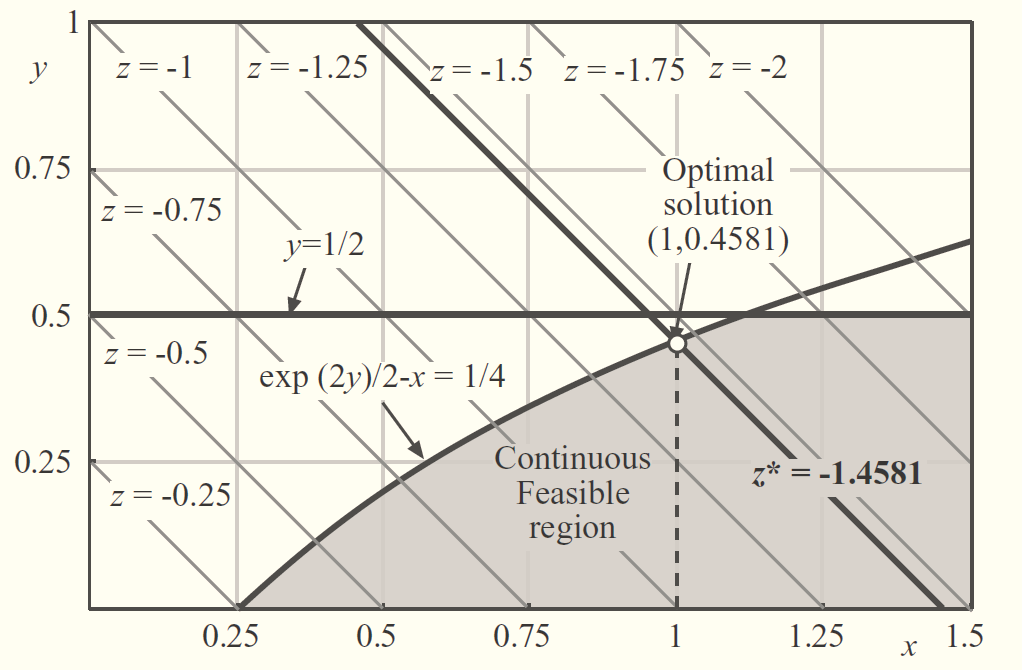 1
y
z = -1
z = -1.25
z = -1.5
z = -1.75
z = -2
0.75
Optimal
solution
(1,0.4581)
z = -0.75
y=1/2
0.5
z = -0.5
exp (2y)/2-x = 1/4
0.25
Continuous
Feasible
region
z* = -1.4581
z = -0.25
0.25
0.5
0.75
1
1.25
x
1.5